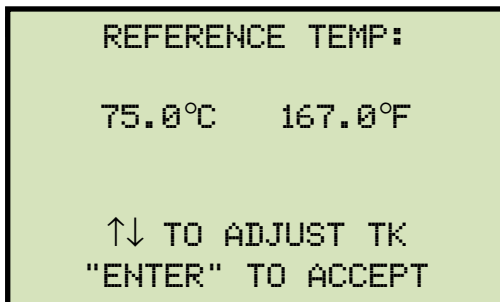 REFERENCE TEMP:
75.0°C 167.0°F
↑↓ TO ADJUST TK
"ENTER" TO ACCEPT